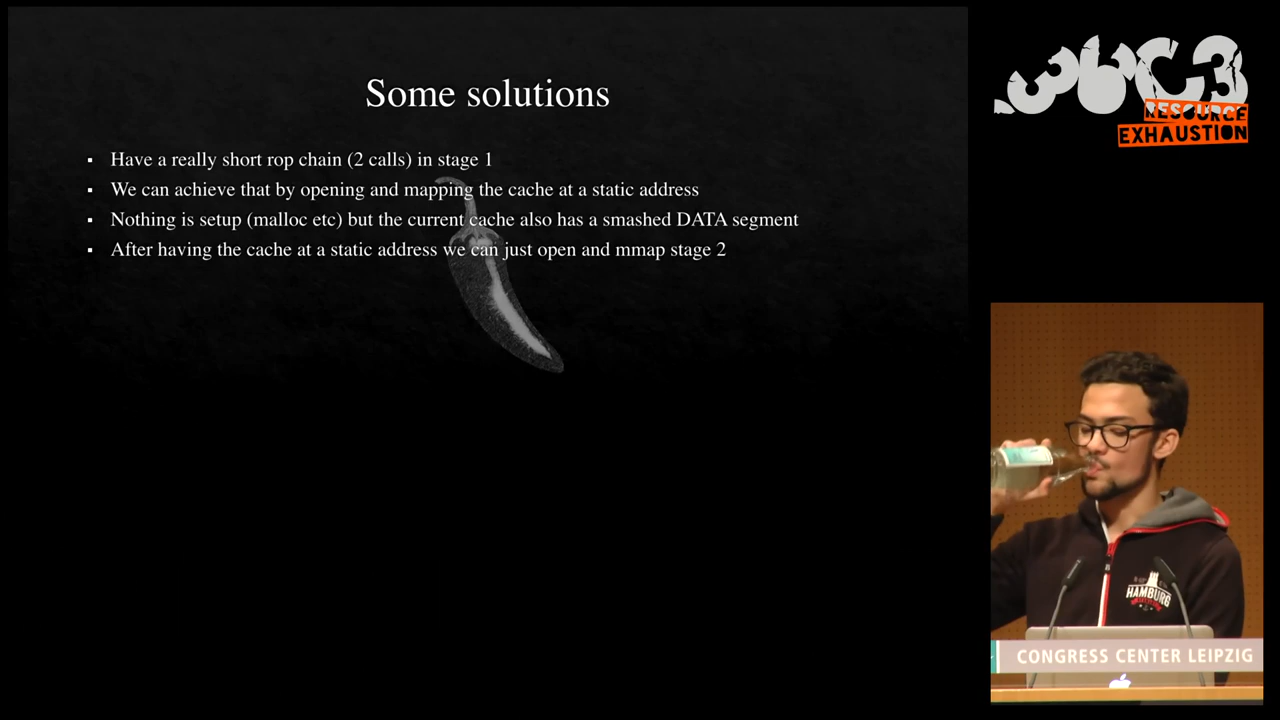 Some solutions
▪ Have a really short rop chain (2 calls) in stage 1
▪ We can achieve that by opening and mapping the cache at a static address
▪ Nothing is setup (malloc etc) but the current cache also has a smashed DATA segment
▪ After having the cache at a static address we can just open and mmap stage 2
36C3
RESOURCE
EXHAUSTION
HAMBURG
CONGRESS CENTER LEIPZIG